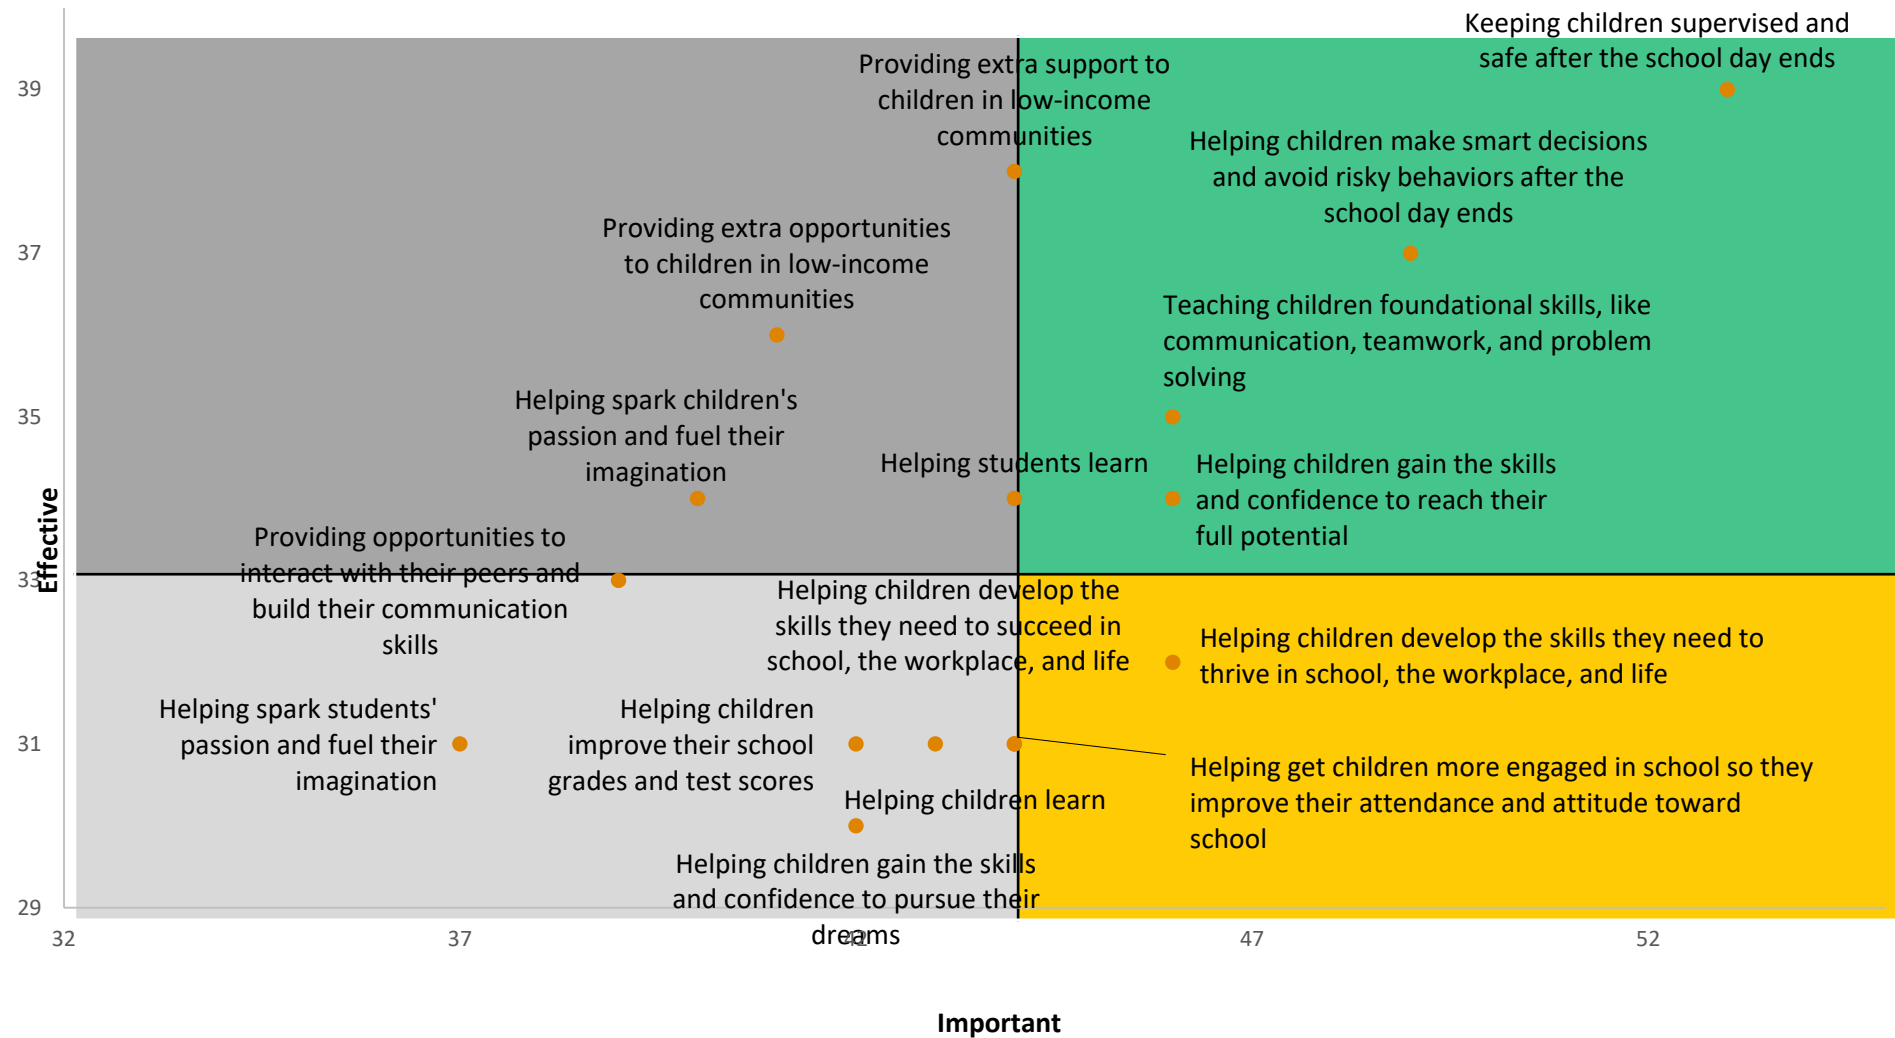 Keeping children supervised and
safe after the school day ends
Providing extra support to
children in low-income
communities
39
Helping children make smart decisions
and avoid risky behaviors after the
school day ends
Providing extra opportunities
to children in low-income
communities
37
Teaching children foundational skills, like
communication, teamwork, and problem
solving
Helping spark children's
passion and fuel their
imagination
35
Helping students learn
Helping children gain the skills
and confidence to reach their
full potential
Effective
Providing opportunities to
interact with their peers and
build their communication
skills
33
Helping children develop the
skills they need to succeed in
school, the workplace, and life
Helping children develop the skills they need to
thrive in school, the workplace, and life
Helping spark students'
passion and fuel their
imagination
Helping children
improve their school
grades and test scores
31
Helping get children more engaged in school so they
improve their attendance and attitude toward
school
Helping children learn
Helping children gain the skills
and confidence to pursue their
dreams
29
32
37
42
47
52
Important